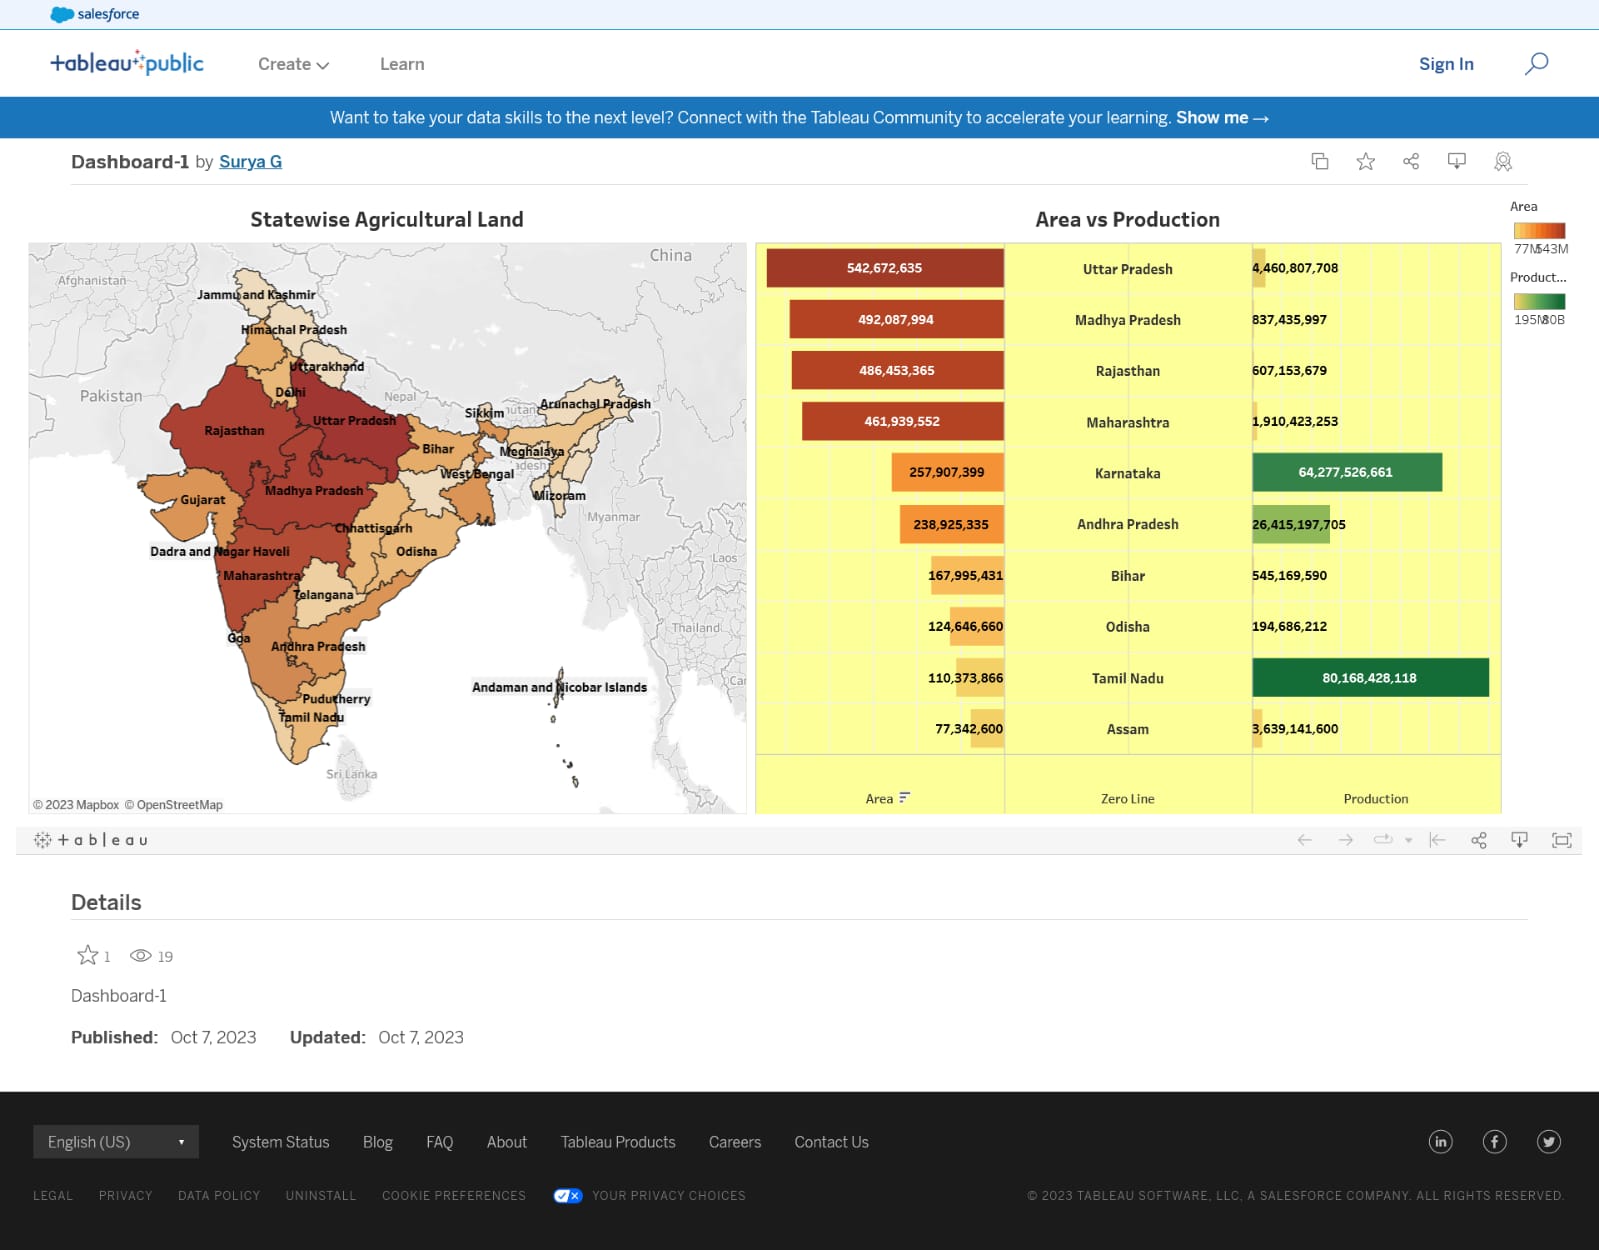 salesforce
+ableau public
Create
Learn
Sign In
Want to take your data skills to the next level? Connect with the Tableau Community to accelerate your learning. Show me →
Dashboard-1 by Surya G
Statewise Agricultural Land
China
Afghanistan
Jammu and Kashmir
Himachal Pradesh
Uttarakhand
Pakistan
Delhi
Nepal
Sikkim
Arunachal Pradesh
Rajasthan
Uttar Pradesh
Bihar
Meghalaya
West Bengal
Gujarat
Madhya Pradesh
Mizoram
Myanmar
Chhattisgarh
Dadra and Nagar Haveli
Odisha
Laos
Maharashtra
Telangana
Goa
Thailand
Andhra Pradesh
Andaman and Nicobar Islands
Puducherry
Tamil Nadu
Sri Lanka
© 2023 Mapbox © OpenStreetMap
Area vs Production
542,672,635 Uttar Pradesh 4,460,807,708
492,087,994 Madhya Pradesh 837,435,997
486,453,365 Rajasthan 607,153,679
461,939,552 Maharashtra 1,910,423,253
257,907,399 Karnataka 64,277,526,661
238,925,335 Andhra Pradesh 26,415,197,705
167,995,431 Bihar 545,169,590
124,646,660 Odisha 194,686,212
110,373,866 Tamil Nadu 80,168,428,118
77,342,600 Assam 3,639,141,600
Area Zero Line Production
Area
77M 543M
Product...
195M 80B
+ a b | e a u
Details
1 19
Dashboard-1
Published: Oct 7, 2023 Updated: Oct 7, 2023
English (US) System Status Blog FAQ About Tableau Products Careers Contact Us
LEGAL PRIVACY DATA POLICY UNINSTALL COOKIE PREFERENCES YOUR PRIVACY CHOICES
© 2023 TABLEAU SOFTWARE, LLC, A SALESFORCE COMPANY. ALL RIGHTS RESERVED.